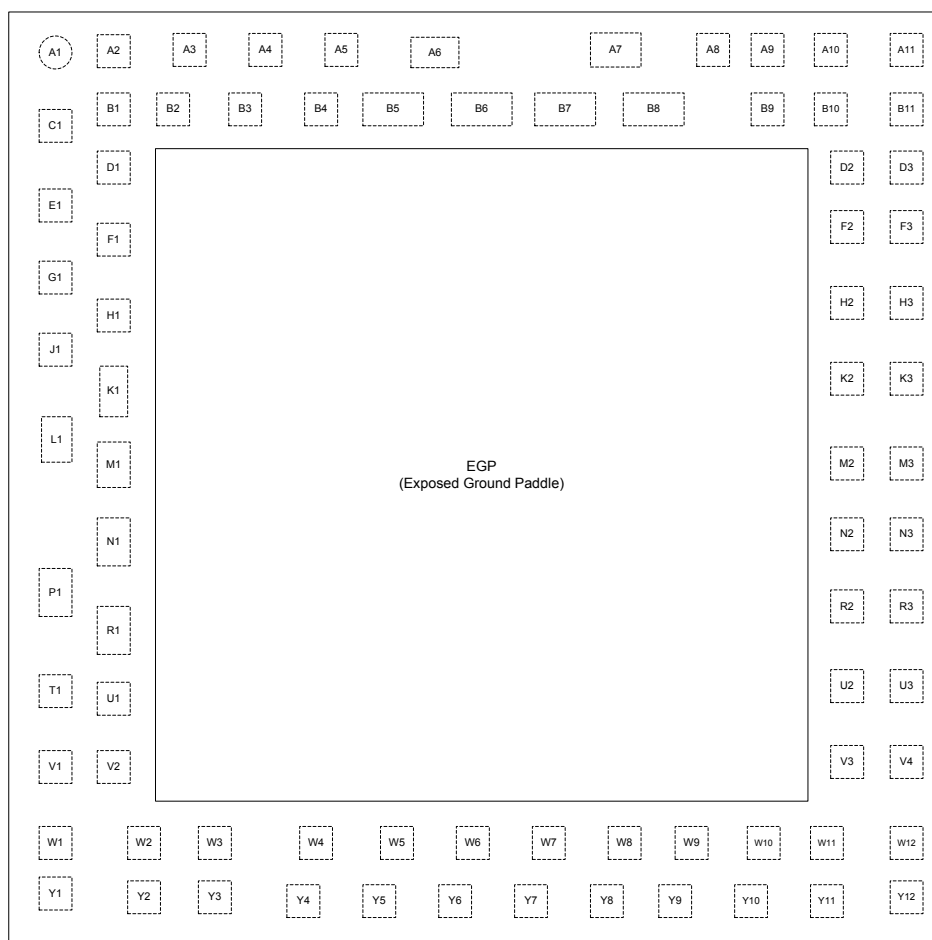 A1 A2 A3 A4 A5 A6 A7 A8 A9 A10 A11
B1 B2 B3 B4 B5 B6 B7 B8 B9 B10 B11
C1
D1 D2 D3
E1
F1 F2 F3
G1
H1 H2 H3
J1
K1 K2 K3
L1
M1 M2 M3
EGP
(Exposed Ground Paddle)
N1 N2 N3
P1
R1 R2 R3
T1
U1 U2 U3
V1 V2 V3 V4
W1 W2 W3 W4 W5 W6 W7 W8 W9 W10 W11 W12
Y1 Y2 Y3 Y4 Y5 Y6 Y7 Y8 Y9 Y10 Y11 Y12